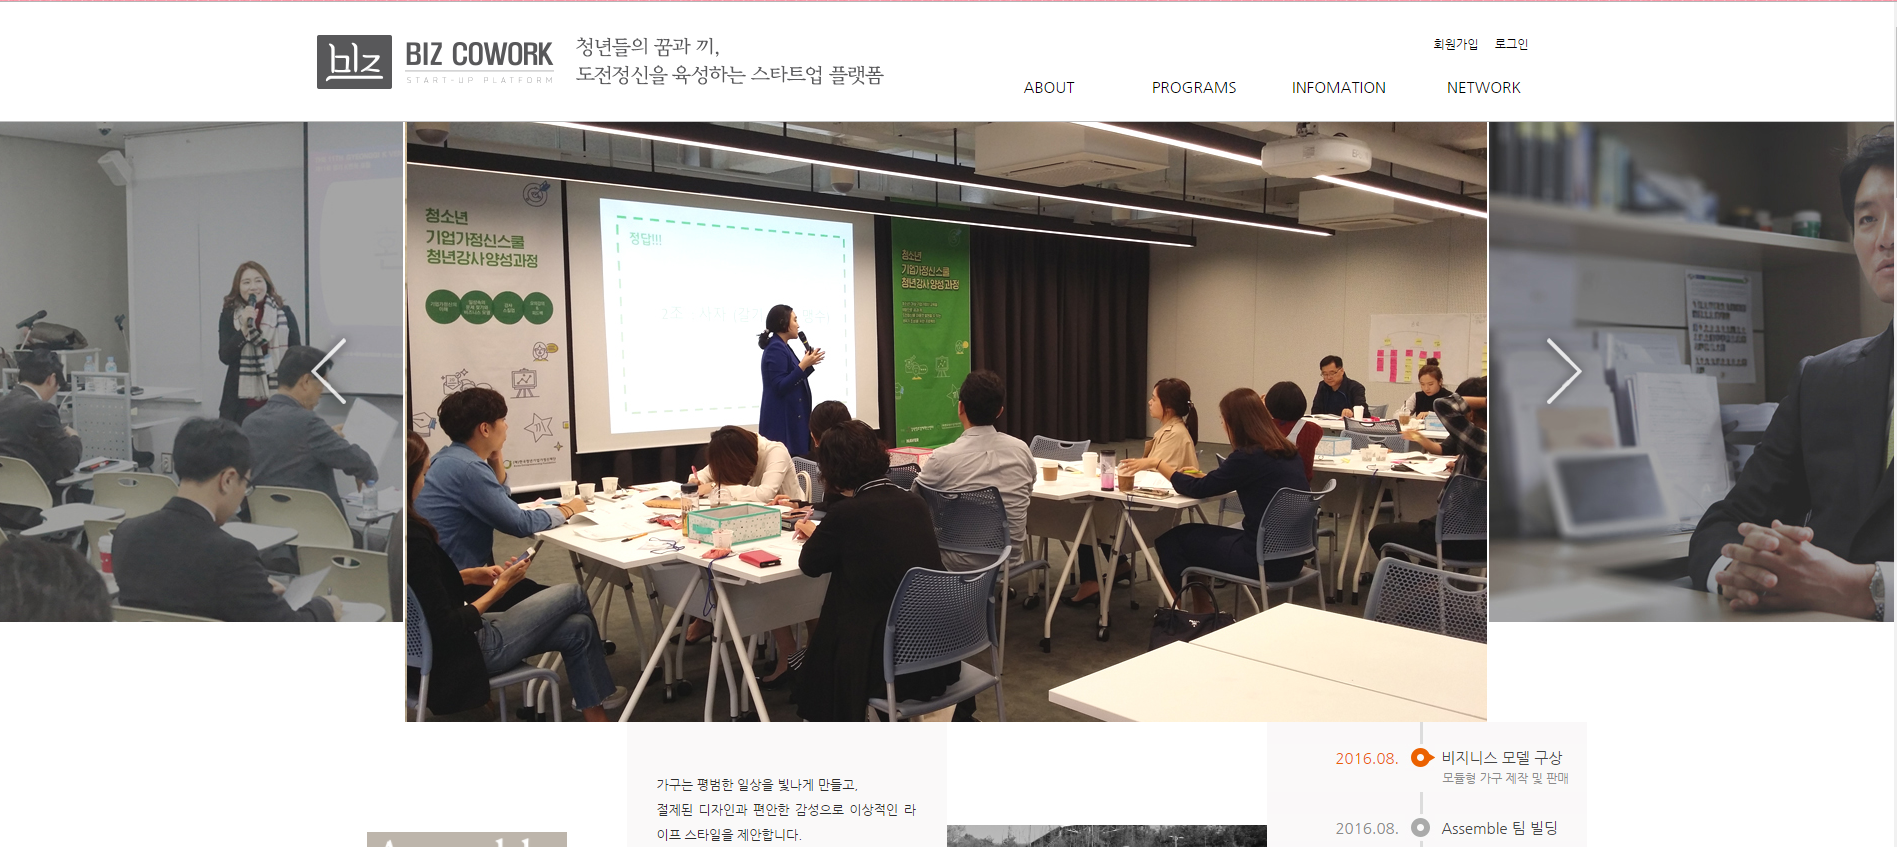 biz
BIZ COWORK
START-UP PLATFORM
청년들의 꿈과 끼,
도전정신을 육성하는 스타트업 플랫폼
회원가입 로그인
ABOUT PROGRAMS INFOMATION NETWORK
청소년
기업가정신스쿨
청년강사양성과정
정답!!!
청소년
기업가정신스쿨
청년강사양성과정
가구는 평범한 일상을 빛나게 만들고,
절제된 디자인과 편안한 감성으로 이상적인 라
이프 스타일을 제안합니다.
2016.08. 비지니스 모델 구상
모듈형 가구 제작 및 판매
2016.08. Assemble 팀 빌딩